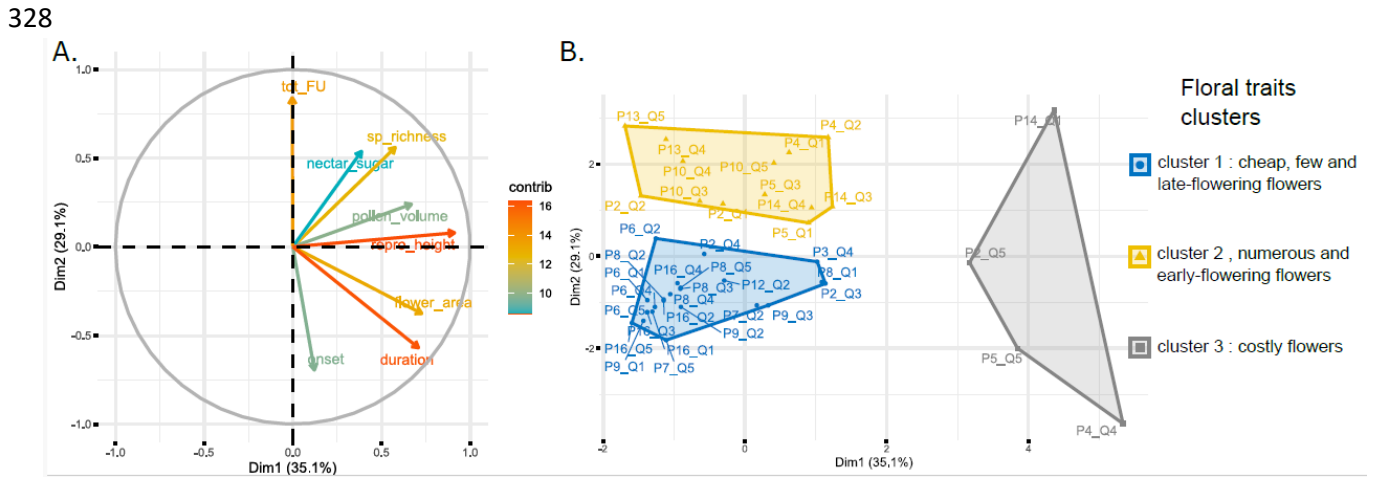 328
A.
B.
1.0
0.5
0.0
-0.5
-1.0
Dim2 (29.1%)
tot_FU
sp_richness
nectar_sugar
pollen_volume
repro_height
flower_area
duration
onset
-1.0
-0.5
0.0
0.5
1.0
Dim1 (35.1%)
contrib
16
14
12
10
2
0
-2
Dim2 (29.1%)
P13_Q5
P4_Q2
P13_Q4
P4_Q1
P10_Q4
P10_Q5
P10_Q3
P5_Q3
P14_Q3
P2_Q2
P2_Q1
P14_Q4
P5_Q1
P6_Q2
P2_Q4
P3_Q4
P8_Q2
P16_Q4
P8_Q5
P8_Q1
P6_Q1
P8_Q3
P12_Q2
P2_Q3
P6_Q4
P8_Q4
P6_Q5
P16_Q2
P7_Q2
P9_Q3
P9_Q2
P16_Q5
P16_Q1
P9_Q1
P7_Q5
P14_Q1
P2_Q5
P5_Q5
P4_Q4
-2
0
2
4
Dim1 (35.1%)
Floral traits
clusters
cluster 1 : cheap, few and
late-flowering flowers
cluster 2 , numerous and
early-flowering flowers
cluster 3 : costly flowers